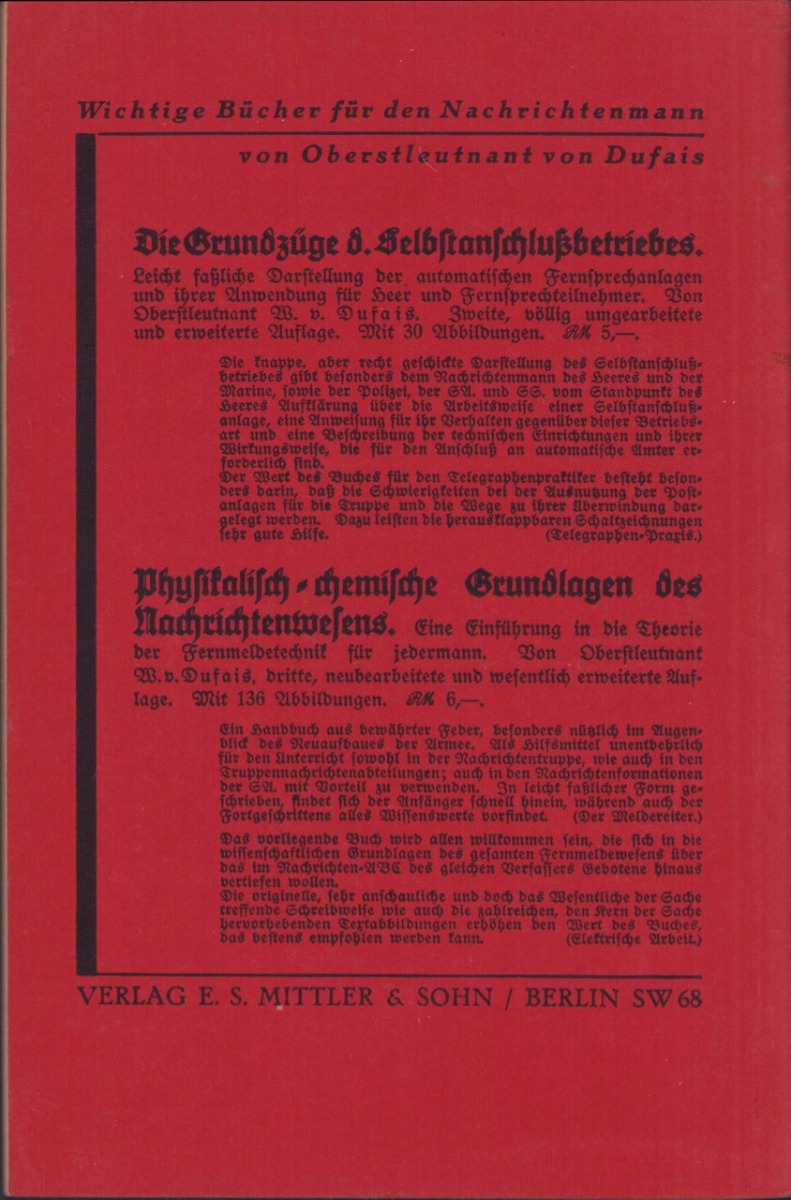 Wichtige Bücher für den Nachrichtenmann
von Oberstleutnant von Dufais
Die Grundzüge d. Selbstanschlußbetriebes.
Leicht faßliche Darstellung der automatischen Fernsprechanlagen
und ihrer Anwendung für Heer und Fernsprechteilnehmer. Von
Oberstleutnant W. v. Dufais. Zweite, völlig umgearbeitete
und erweiterte Auflage. Mit 30 Abbildungen. RM 5,—.
Die knappe, aber recht geschickte Darstellung des Selbstanschluß-
betriebes gibt besonders dem Nachrichtenmann des Heeres und der
Marine, sowie der Polizei, der SA. und SS. vom Standpunkt des
Heeres Aufklärung über die Arbeitsweise einer Selbstanschluß-
anlage, eine Anweisung für ihr Verhalten gegenüber dieser Betriebs-
art und eine Beschreibung der technischen Einrichtungen und ihrer
Wirkungsweise, die für den Anschluß an automatische Ämter er-
forderlich sind.
Der Wert des Buches für den Telegraphenpraktiker besteht beson-
ders darin, daß die Schwierigkeiten bei der Ausnutzung der Post-
anlagen für die Truppe und die Wege zu ihrer Überwindung dar-
gelegt werden. Dazu leisten die herausklappbaren Schaltzeichnungen
sehr gute Hilfe. (Telegraphen-Praxis.)
Physikalisch-chemische Grundlagen des
Nachrichtenwesens. Eine Einführung in die Theorie
der Fernmeldetechnik für jedermann. Von Oberstleutnant
W. v. Dufais, dritte, neubearbeitete und wesentlich erweiterte Auf-
lage. Mit 136 Abbildungen. RM 6,—.
Ein Handbuch aus bewährter Feder, besonders nützlich im Augen-
blick des Neuaufbaues der Armee. Als Hilfsmittel unentbehrlich
für den Unterricht sowohl in der Nachrichtentruppe, wie auch in den
Truppennachrichtenabteilungen; auch in den Nachrichtenformationen
der SA. mit Vorteil zu verwenden. In leicht faßlicher Form ge-
schrieben, findet sich der Anfänger schnell hinein, während auch der
Fortgeschrittene alles Wissenswerte vorfindet. (Der Meldereiter.)
Das vorliegende Buch wird allen willkommen sein, die sich in die
wissenschaftlichen Grundlagen des gesamten Fernmeldewesens über
das im Nachrichten-ABC des gleichen Verfassers Gebotene hinaus
vertiefen wollen.
Die originelle, sehr anschauliche und doch das Wesentliche der Sache
treffende Schreibweise wie auch die zahlreichen, den Kern der Sache
hervorhebenden Textabbildungen erhöhen den Wert des Buches,
das bestens empfohlen werden kann. (Elektrische Arbeit.)
VERLAG E. S. MITTLER & SOHN / BERLIN SW 68